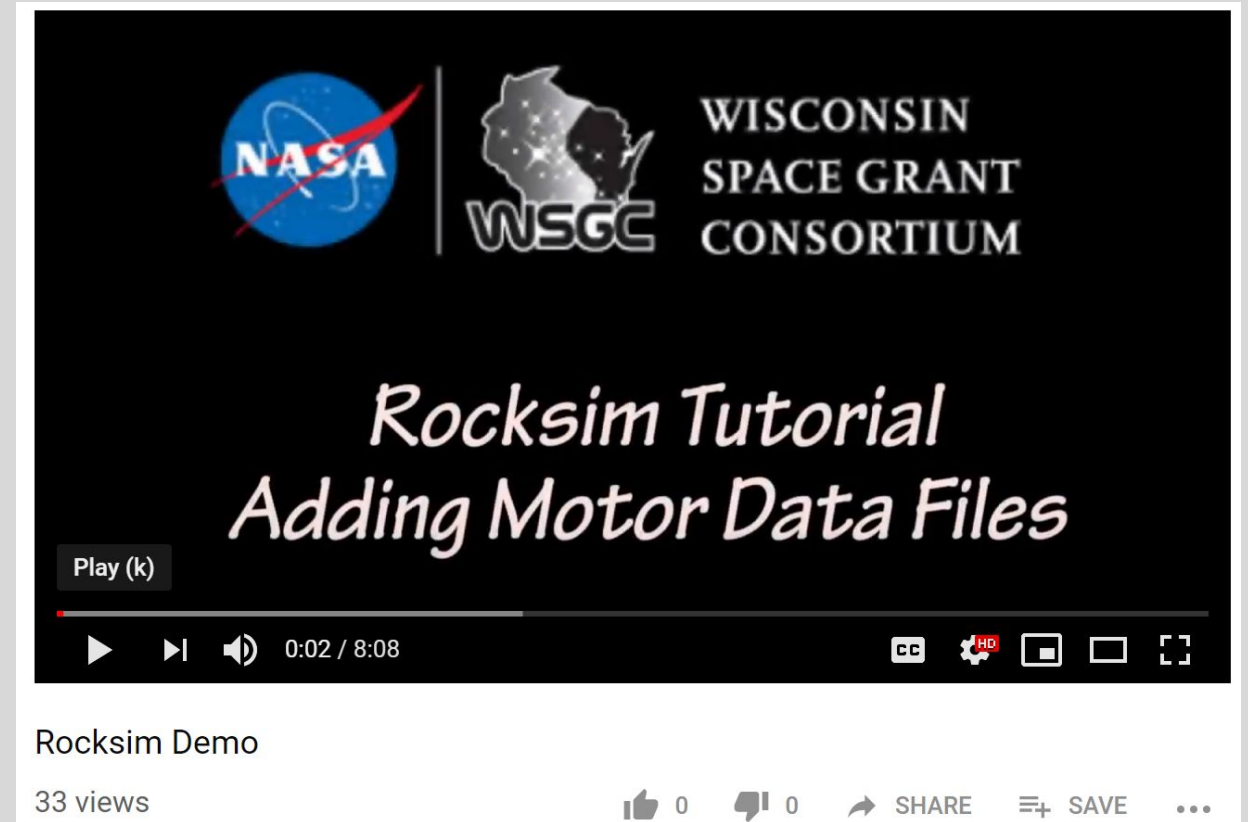 NASA
WSGC
WISCONSIN
SPACE GRANT
CONSORTIUM
Rocksim Tutorial
Adding Motor Data Files
Play (k)
0:02 / 8:08
CC
HD
Rocksim Demo
33 views
0
0
SHARE
SAVE